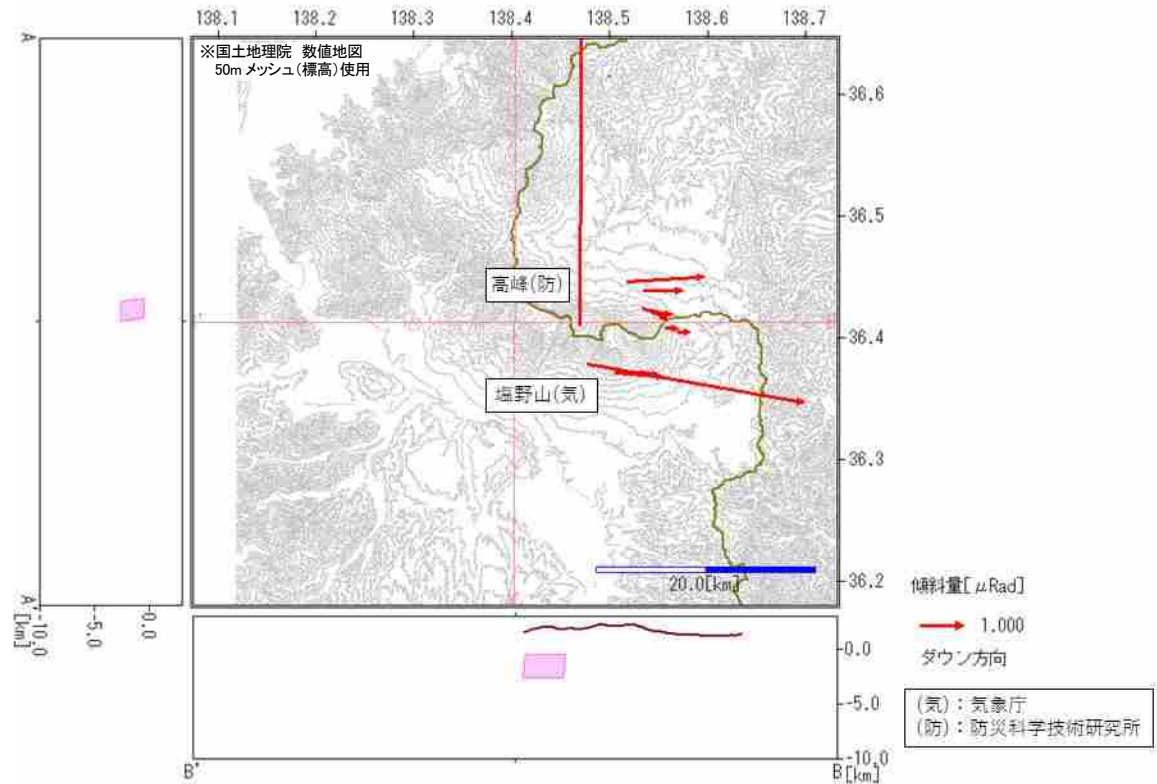 138.1 138.2 138.3 138.4 138.5 138.6 138.7
※国土地理院 数値地図
50mメッシュ(標高)使用
36.6
36.5
36.4
36.3
36.2
高峰(防)
塩野山(気)
20.0[km]
A
A'
-10.0 -5.0 0.0
[km]
0.0
-5.0
-10.0
B' B [km]
傾斜量[μRad]
1.000
ダウン方向
(気):気象庁
(防):防災科学技術研究所